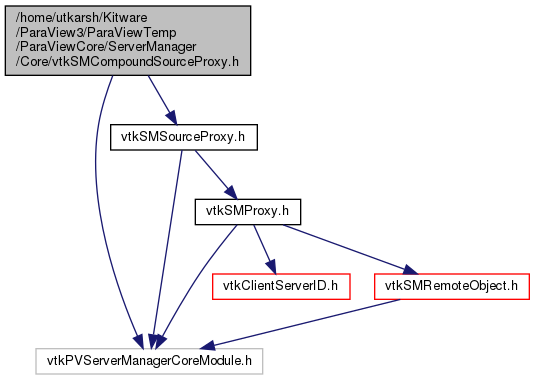 /home/utkarsh/Kitware
/ParaView3/ParaViewTemp
/ParaViewCore/ServerManager
/Core/vtkSMCompoundSourceProxy.h
vtkSMSourceProxy.h
vtkSMProxy.h
vtkClientServerID.h
vtkSMRemoteObject.h
vtkPVServerManagerCoreModule.h